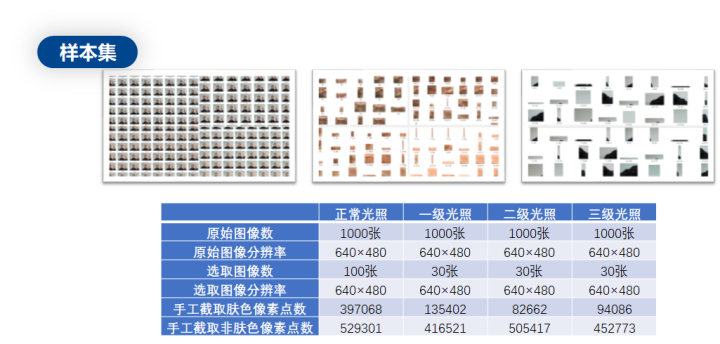 样本集
正常光照 一级光照 二级光照 三级光照
原始图像数 1000张 1000张 1000张 1000张
原始图像分辨率 640×480 640×480 640×480 640×480
选取图像数 100张 30张 30张 30张
选取图像分辨率 640×480 640×480 640×480 640×480
手工截取肤色像素点数 397068 135402 82662 94086
手工截取非肤色像素点数 529301 416521 505417 452773